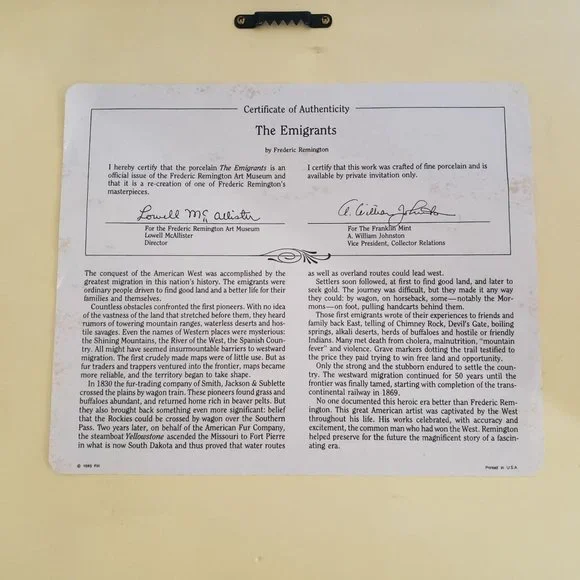 Certificate of Authenticity
The Emigrants
by Frederic Remington
I hereby certify that the porcelain The Emigrants is an
official issue of the Frederic Remington Art Museum and
that it is a re-creation of one of Frederic Remington's
masterpieces.
Lowell McAllister
For the Frederic Remington Art Museum
Lowell McAllister
Director
I certify that this work was crafted of fine porcelain and is
available by private invitation only.
A. William Johnston
For The Franklin Mint
A. William Johnston
Vice President, Collector Relations
The conquest of the American West was accomplished by the
greatest migration in this nation's history. The emigrants were
ordinary people driven to find good land and a better life for their
families and themselves.
Countless obstacles confronted the first pioneers. With no idea
of the vastness of the land that stretched before them, they heard
rumors of towering mountain ranges, waterless deserts and hos-
tile savages. Even the names of Western places were mysterious:
the Shining Mountains, the River of the West, the Spanish Coun-
try. All might have seemed insurmountable barriers to westward
migration. The first crudely made maps were of little use. But as
fur traders and trappers ventured into the frontier, maps became
more reliable, and the territory began to take shape.
In 1830 the fur-trading company of Smith, Jackson & Sublette
crossed the plains by wagon train. These pioneers found grass and
buffaloes abundant, and returned home rich in beaver pelts. But
they also brought back something even more significant: belief
that the Rockies could be crossed by wagon over the Southern
Pass. Two years later, on behalf of the American Fur Company,
the steamboat Yellowstone ascended the Missouri to Fort Pierre
in what is now South Dakota and thus proved that water routes
as well as overland routes could lead west.
Settlers soon followed, at first to find good land, and later to
seek gold. The journey was difficult, but they made it any way
they could: by wagon, on horseback, some—notably the Mor-
mons—on foot, pulling handcarts behind them.
Those first emigrants wrote of their experiences to friends and
family back East, telling of Chimney Rock, Devil's Gate, boiling
springs, alkali deserts, herds of buffaloes and hostile or friendly
Indians. Many met death from cholera, malnutrition, "mountain
fever" and violence. Grave markers dotting the trail testified to
the price they paid trying to win free land and opportunity.
Only the strong and the stubborn endured to settle the coun-
try. The westward migration continued for 50 years until the
frontier was finally tamed, starting with completion of the trans-
continental railway in 1869.
No one documented this heroic era better than Frederic Rem-
ington. This great American artist was captivated by the West
throughout his life. His works celebrated, with accuracy and
excitement, the common man who had won the West. Remington
helped preserve for the future the magnificent story of a fascin-
ating era.
Printed in U.S.A.